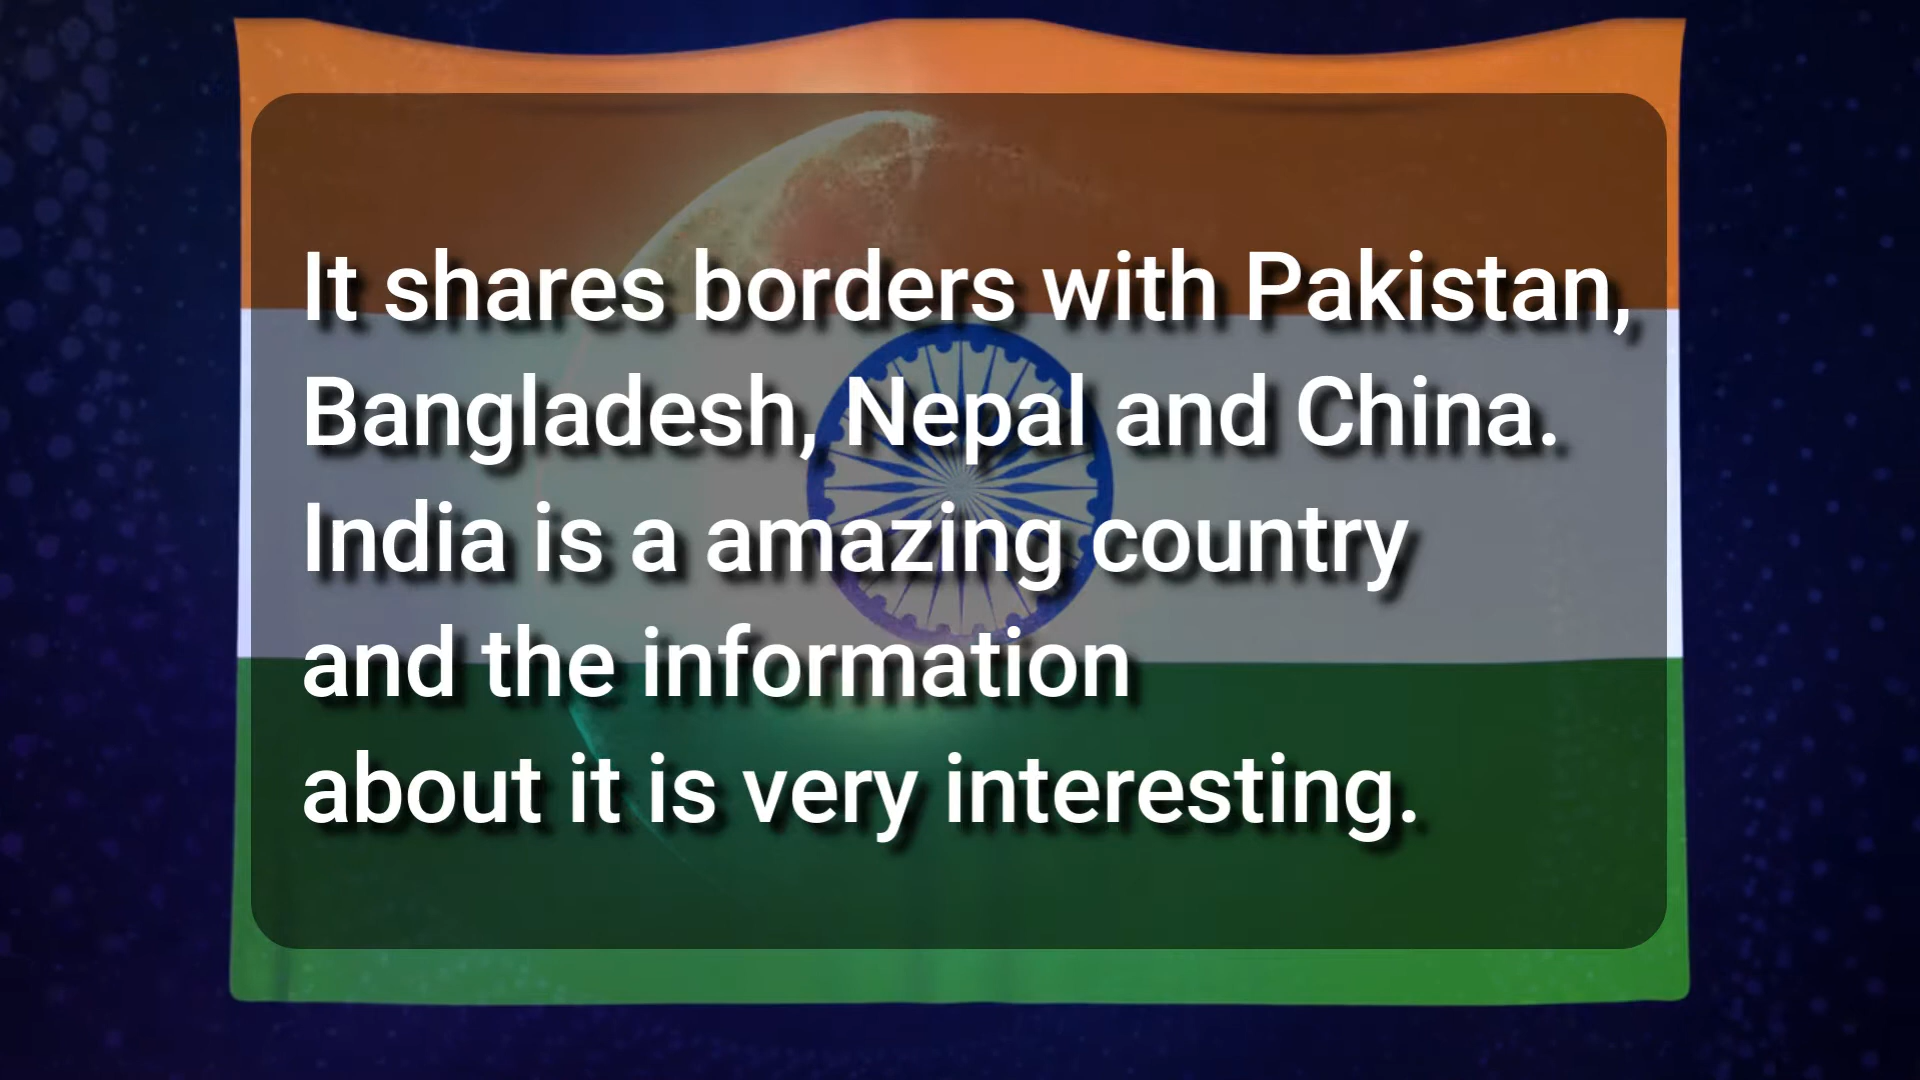 It shares borders with Pakistan,
Bangladesh, Nepal and China.
India is a amazing country
and the information
about it is very interesting.